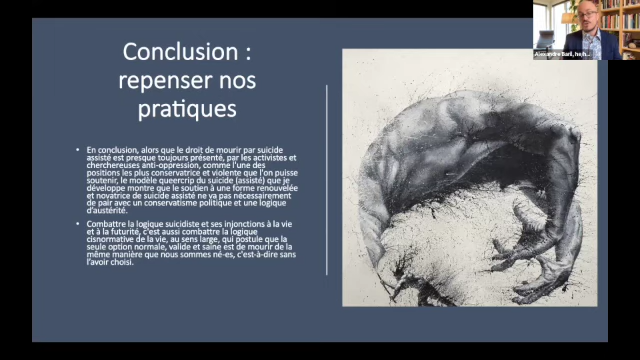 Conclusion :
repenser nos
pratiques
• En conclusion, alors que le droit de mourir par suicide
assisté est presque toujours présenté, par les activistes et
chercheureuses anti-oppression, comme l'une des
positions les plus conservatrice et violente que l'on puisse
soutenir, le modèle queercrip du suicide (assisté) que je
développe montre que le soutien à une forme renouvelée
et novatrice de suicide assisté ne va pas nécessairement
de pair avec un conservatisme politique et une logique
d'austérité.
• Combattre la logique suicidiste et ses injonctions à la vie
et à la futurité, c'est aussi combattre la logique
cisnormative de la vie, au sens large, qui postule que la
seule option normale, valide et saine est de mourir de la
même manière que nous sommes né-es, c'est-à-dire sans
l'avoir choisi.
Alexandre Baril, he/h...